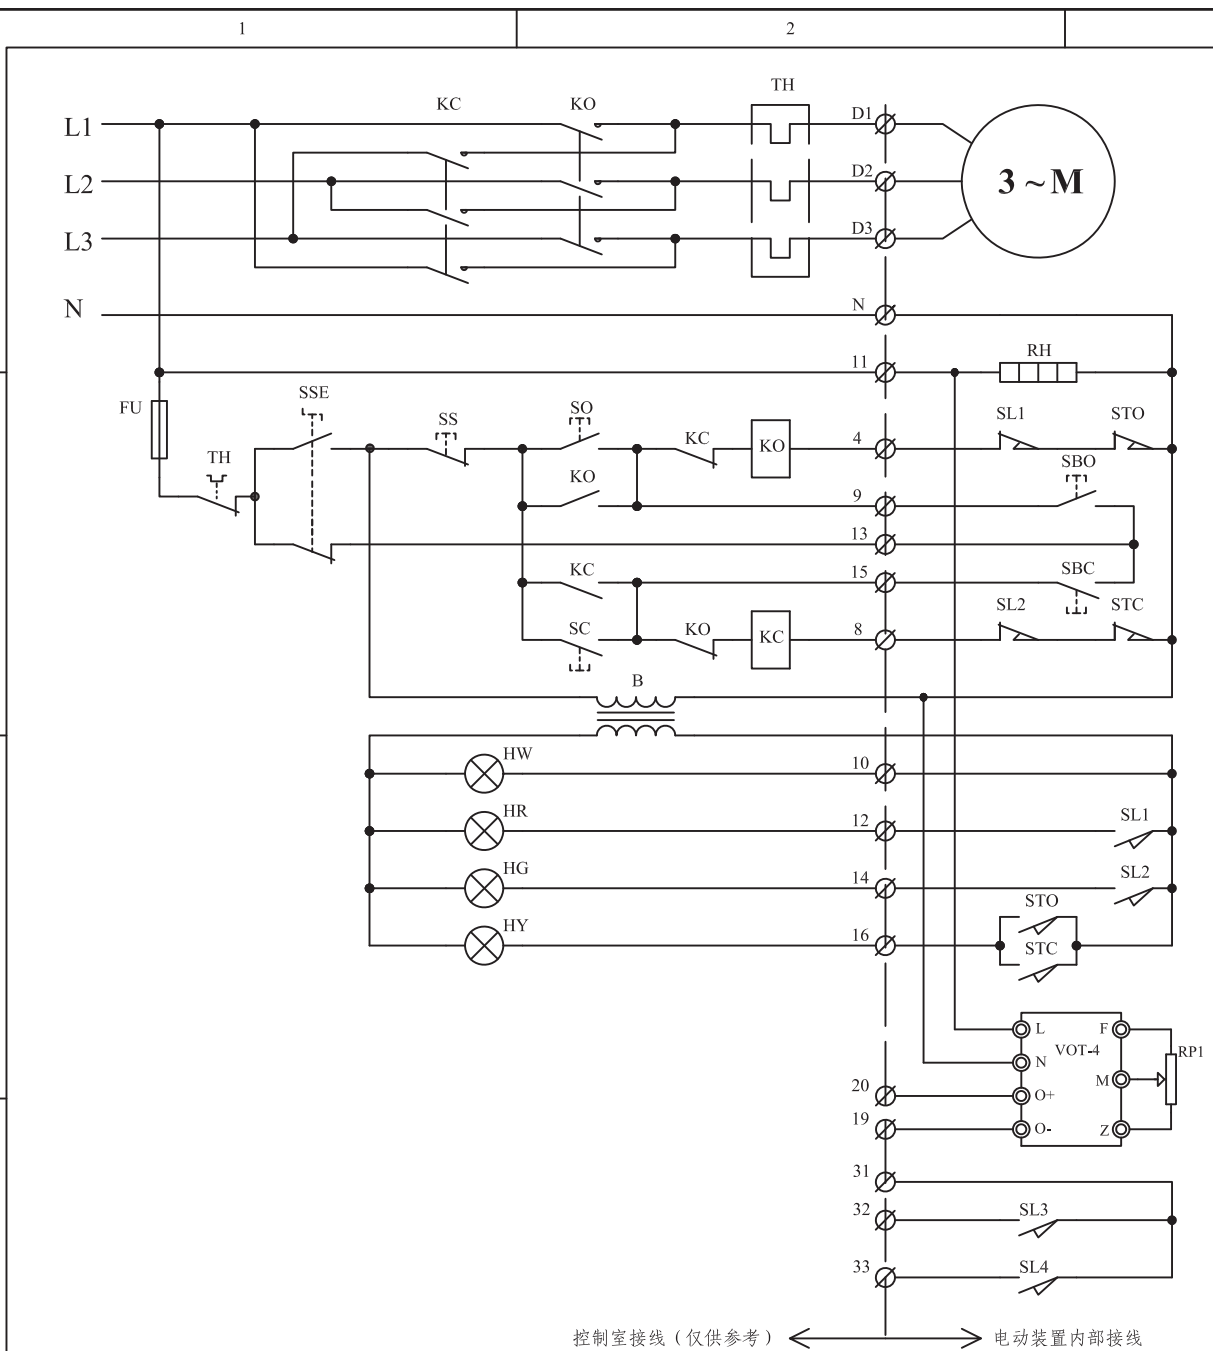 1 2
KC KO TH
L1 D1
L2 D2 3～M
L3 D3
N N
11 RH
FU SSE SS SO KC KO 4 SL1 STO
TH KO 9 SBO
13
KC 15 SBC
SC KO KC 8 SL2 STC
B
HW 10
HR 12 SL1
HG 14 SL2
STO
HY 16 STC
L F
VOT-4 RP1
N M
20 O+
19 O- Z
31
32 SL3
33 SL4
控制室接线（仅供参考） 电动装置内部接线